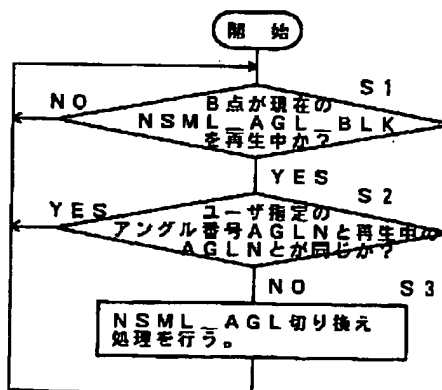 開 始
S1
NO
B点が現在の
NSML_AGL_BLK
を再生中か?
YES
S2
YES
ユーザ指定の
アングル番号AGLNと再生中の
AGLNとが同じか?
NO
S3
NSML_AGL切り換え
処理を行う。